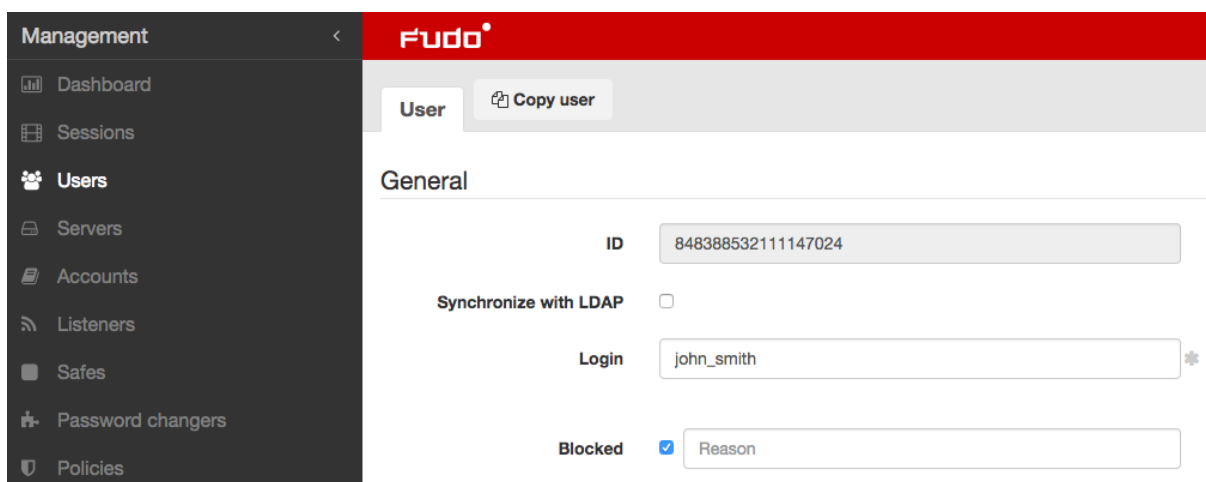 Management
Dashboard
Sessions
Users
Servers
Accounts
Listeners
Safes
Password changers
Policies
FUDO
User
Copy user
General
ID 848388532111147024
Synchronize with LDAP
Login john_smith
Blocked Reason